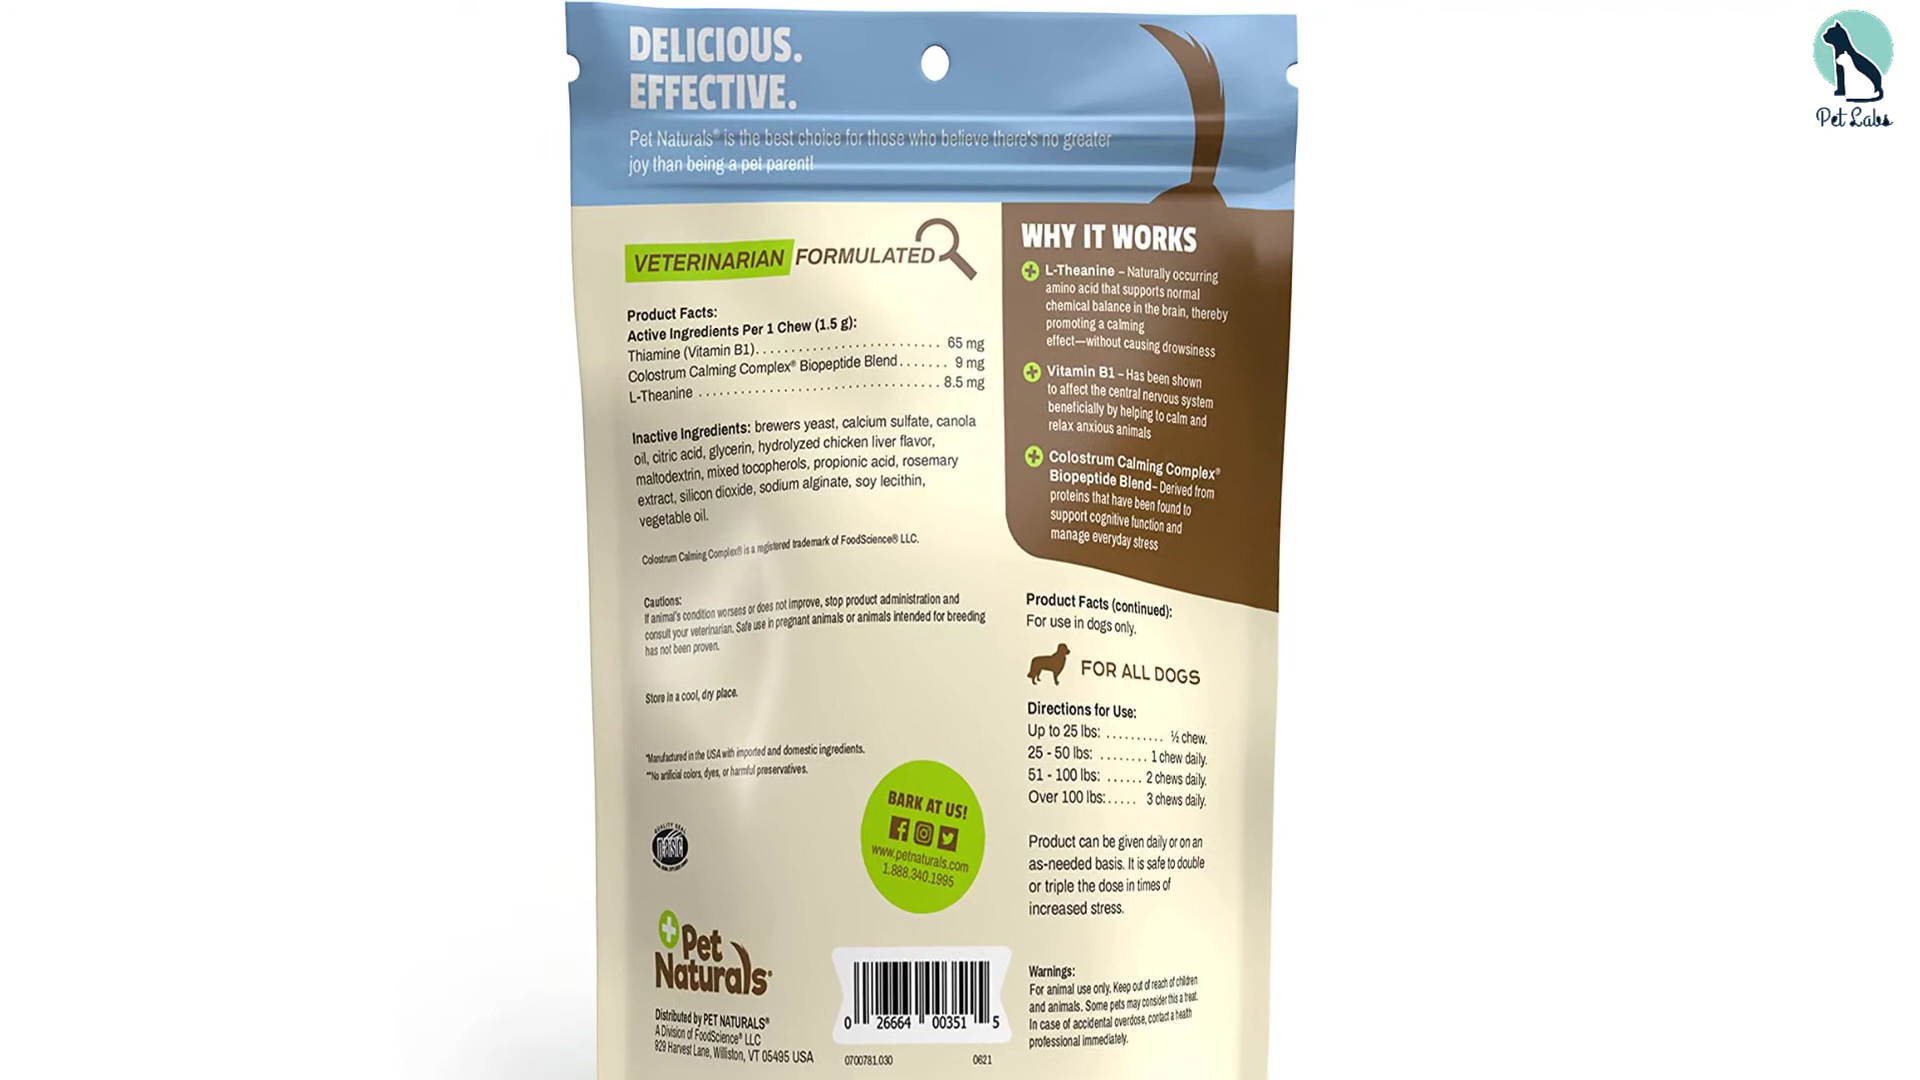 DELICIOUS.
EFFECTIVE.
Pet Naturals® is the best choice for those who believe there's no greater
joy than being a pet parent!
Pet Labs
VETERINARIAN FORMULATED
Product Facts:
Active Ingredients Per 1 Chew (1.5 g):
Thiamine (Vitamin B1). . . . . . . . . . . . . . . . . . . . . . . . 65 mg
Colostrum Calming Complex® Biopeptide Blend . . . . . . . 9 mg
L-Theanine . . . . . . . . . . . . . . . . . . . . . . . . . . . . . . . 8.5 mg
Inactive Ingredients: brewers yeast, calcium sulfate, canola
oil, citric acid, glycerin, hydrolyzed chicken liver flavor,
maltodextrin, mixed tocopherols, propionic acid, rosemary
extract, silicon dioxide, sodium alginate, soy lecithin,
vegetable oil.
Colostrum Calming Complex® is a registered trademark of FoodScience® LLC.
Cautions:
If animal's condition worsens or does not improve, stop product administration and
consult your veterinarian. Safe use in pregnant animals or animals intended for breeding
has not been proven.
Store in a cool, dry place.
*Manufactured in the USA with imported and domestic ingredients.
**No artificial colors, dyes, or harmful preservatives.
QUALITY SEAL
NASC
BARK AT US!
www.petnaturals.com
1.888.340.1995
Pet
Naturals®
Distributed by PET NATURALS®
A Division of FoodScience® LLC
929 Harvest Lane, Williston, VT 05495 USA
0 26664 00351 5
0700781.030 0621
WHY IT WORKS
L-Theanine – Naturally occurring
amino acid that supports normal
chemical balance in the brain, thereby
promoting a calming
effect—without causing drowsiness
Vitamin B1 – Has been shown
to affect the central nervous system
beneficially by helping to calm and
relax anxious animals
Colostrum Calming Complex®
Biopeptide Blend– Derived from
proteins that have been found to
support cognitive function and
manage everyday stress
Product Facts (continued):
For use in dogs only.
FOR ALL DOGS
Directions for Use:
Up to 25 lbs: . . . . . . . . . . ½ chew.
25 - 50 lbs: . . . . . . . . 1 chew daily.
51 - 100 lbs: . . . . . . 2 chews daily.
Over 100 lbs: . . . . . 3 chews daily.
Product can be given daily or on an
as-needed basis. It is safe to double
or triple the dose in times of
increased stress.
Warnings:
For animal use only. Keep out of reach of children
and animals. Some pets may consider this a treat.
In case of accidental overdose, contact a health
professional immediately.